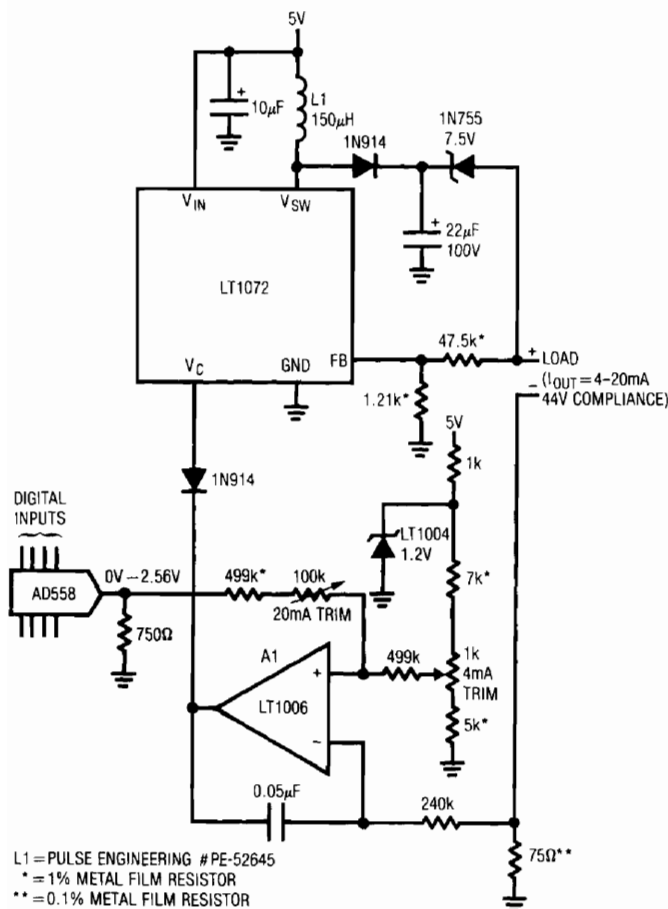 5V
+
10μF
L1
150μH
1N914
1N755
7.5V
VIN
VSW
+
22μF
100V
LT1072
47.5k*
VC
GND
FB
+
LOAD
–
(IOUT = 4–20mA
44V COMPLIANCE)
1.21k*
5V
1k
1N914
DIGITAL
INPUTS
LT1004
1.2V
0V–2.56V
499k*
100k
7k*
AD558
20mA TRIM
750Ω
A1
1k
4mA
TRIM
+
499k
LT1006
–
5k*
0.05μF
240k
75Ω**
L1 = PULSE ENGINEERING #PE-52645
* = 1% METAL FILM RESISTOR
** = 0.1% METAL FILM RESISTOR